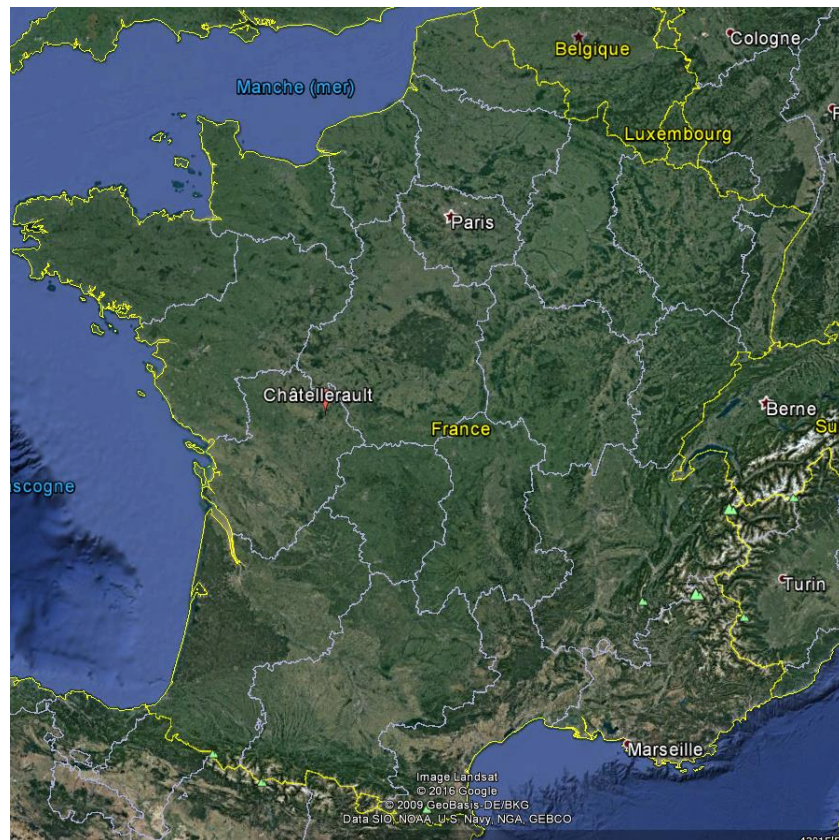 Cologne
Belgique
Manche (mer)
Luxembourg
Paris
Châtellerault
France
Berne
Su
ascogne
Turin
Marseille
Image Landsat
© 2016 Google
© 2009 GeoBasis-DE/BKG
Data SIO, NOAA, U.S. Navy, NGA, GEBCO